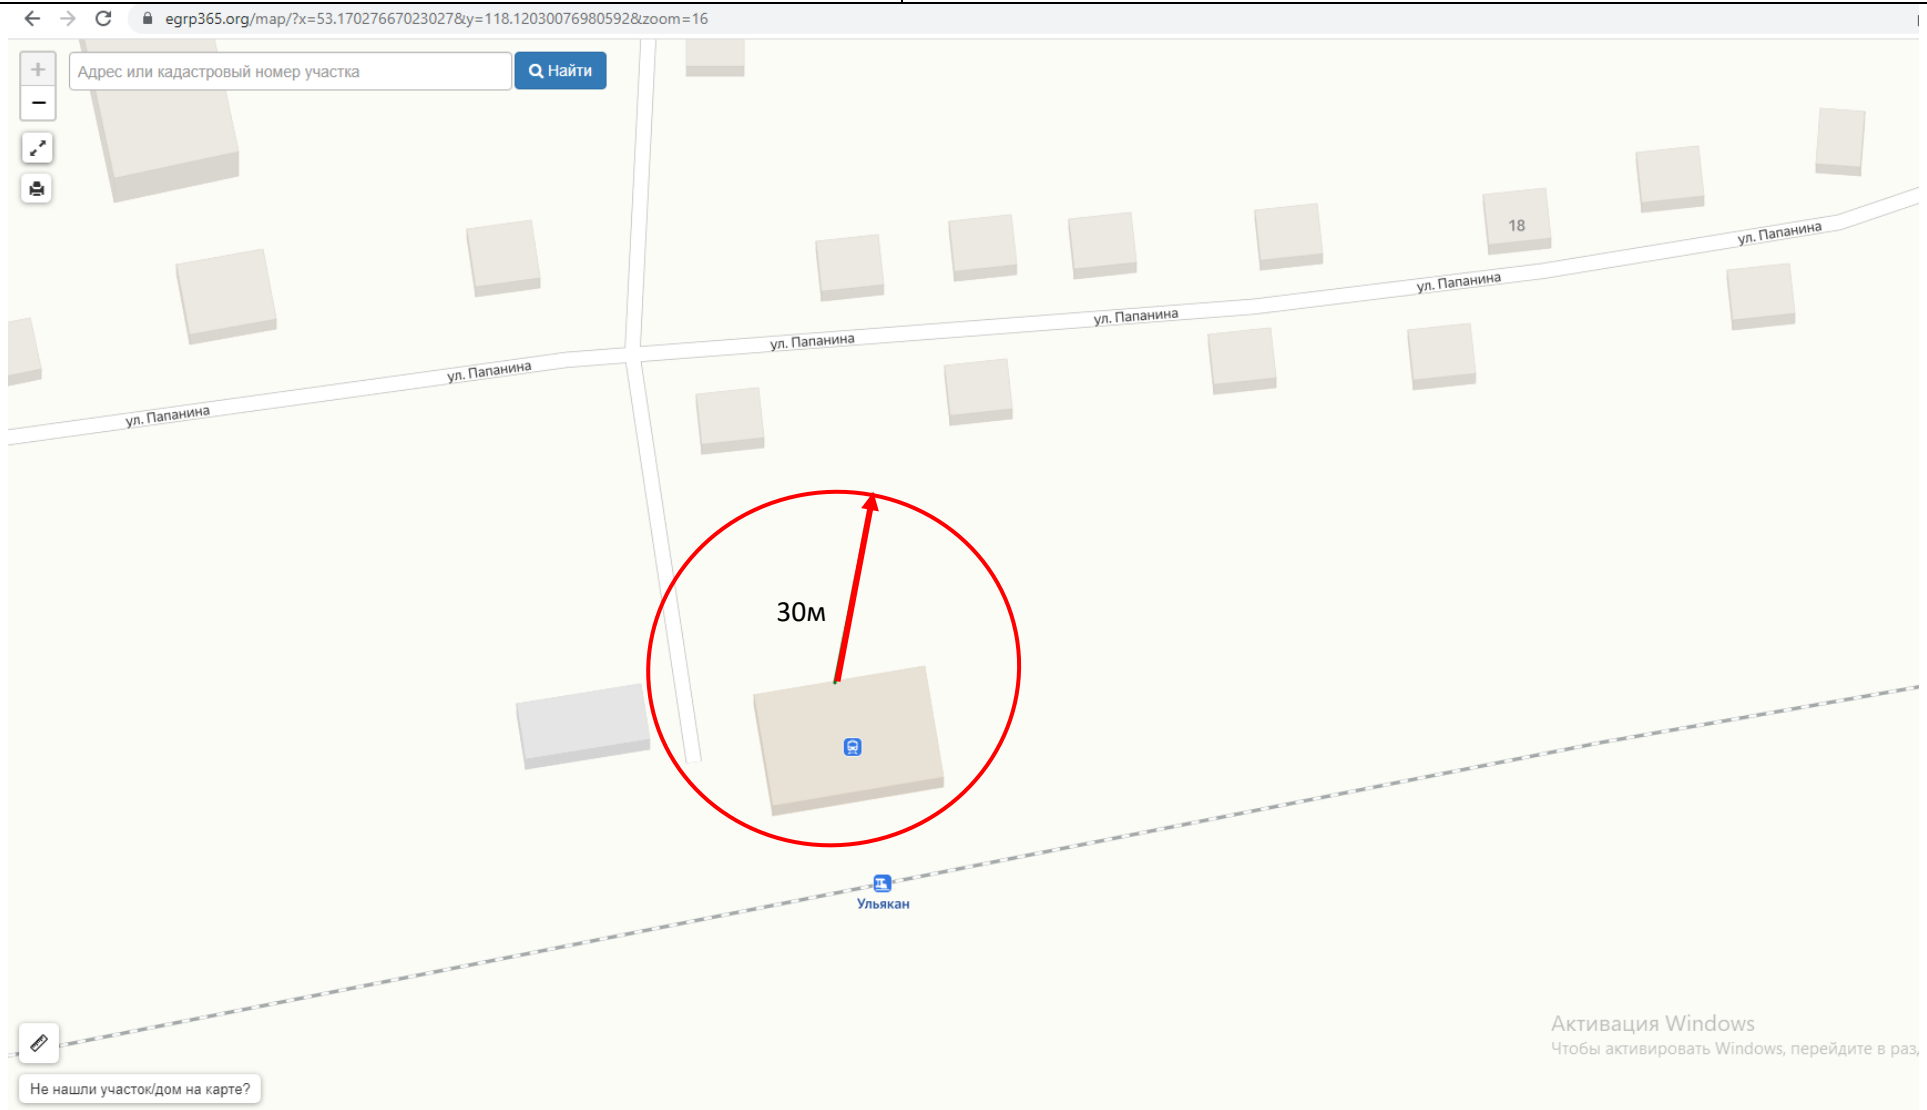 egrp365.org/map/?x=53.17027667023027&y=118.12030076980592&zoom=16
Адрес или кадастровый номер участка
Найти
18
ул. Папанина
ул. Папанина
ул. Папанина
ул. Папанина
ул. Папанина
ул. Папанина
30м
Ульякан
Активация Windows
Чтобы активировать Windows, перейдите в раз
Не нашли участок/дом на карте?